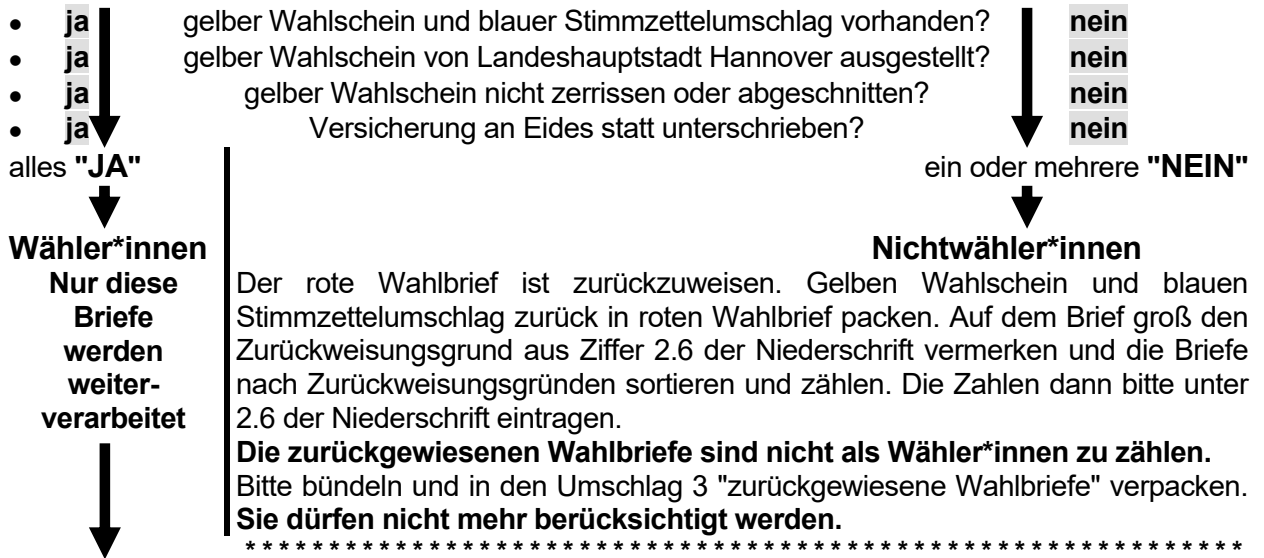 • ja gelber Wahlschein und blauer Stimmzettelumschlag vorhanden? nein
• ja gelber Wahlschein von Landeshauptstadt Hannover ausgestellt? nein
• ja gelber Wahlschein nicht zerrissen oder abgeschnitten? nein
• ja Versicherung an Eides statt unterschrieben? nein
alles "JA" ein oder mehrere "NEIN"
Wähler*innen
Nur diese
Briefe
werden
weiter-
verarbeitet
Nichtwähler*innen
Der rote Wahlbrief ist zurückzuweisen. Gelben Wahlschein und blauen
Stimmzettelumschlag zurück in roten Wahlbrief packen. Auf dem Brief groß den
Zurückweisungsgrund aus Ziffer 2.6 der Niederschrift vermerken und die Briefe
nach Zurückweisungsgründen sortieren und zählen. Die Zahlen dann bitte unter
2.6 der Niederschrift eintragen.
Die zurückgewiesenen Wahlbriefe sind nicht als Wähler*innen zu zählen.
Bitte bündeln und in den Umschlag 3 "zurückgewiesene Wahlbriefe" verpacken.
Sie dürfen nicht mehr berücksichtigt werden.
* * * * * * * * * * * * * * * * * * * * * * * * * * * * * * * * * * * * * * * * * * * * * * * * * * * * * * * * * * * *